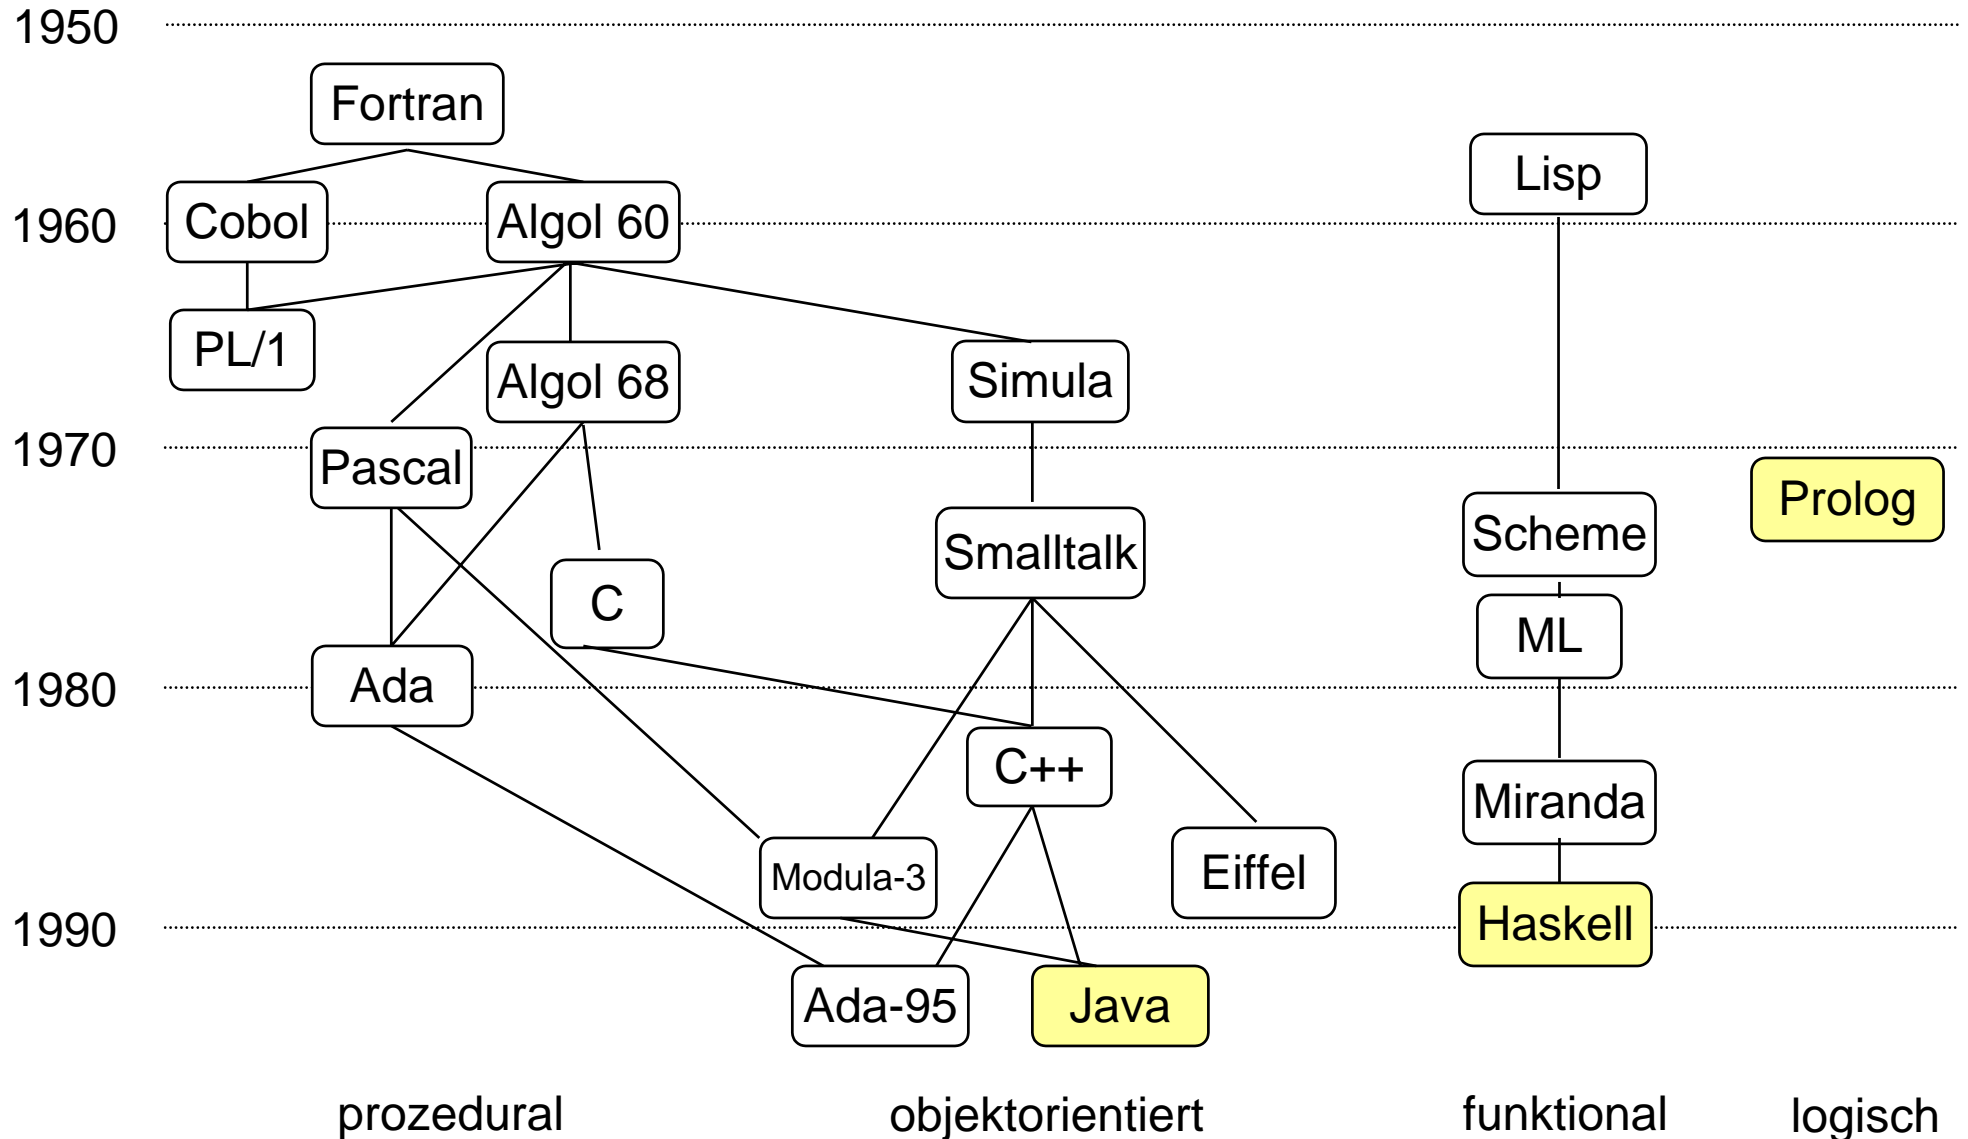 1950
Fortran
Lisp
1960
Cobol
Algol 60
PL/1
Algol 68
Simula
1970
Pascal
Prolog
Scheme
Smalltalk
C
ML
1980
Ada
C++
Miranda
Modula-3
Eiffel
1990
Haskell
Ada-95
Java
prozedural
objektorientiert
funktional
logisch